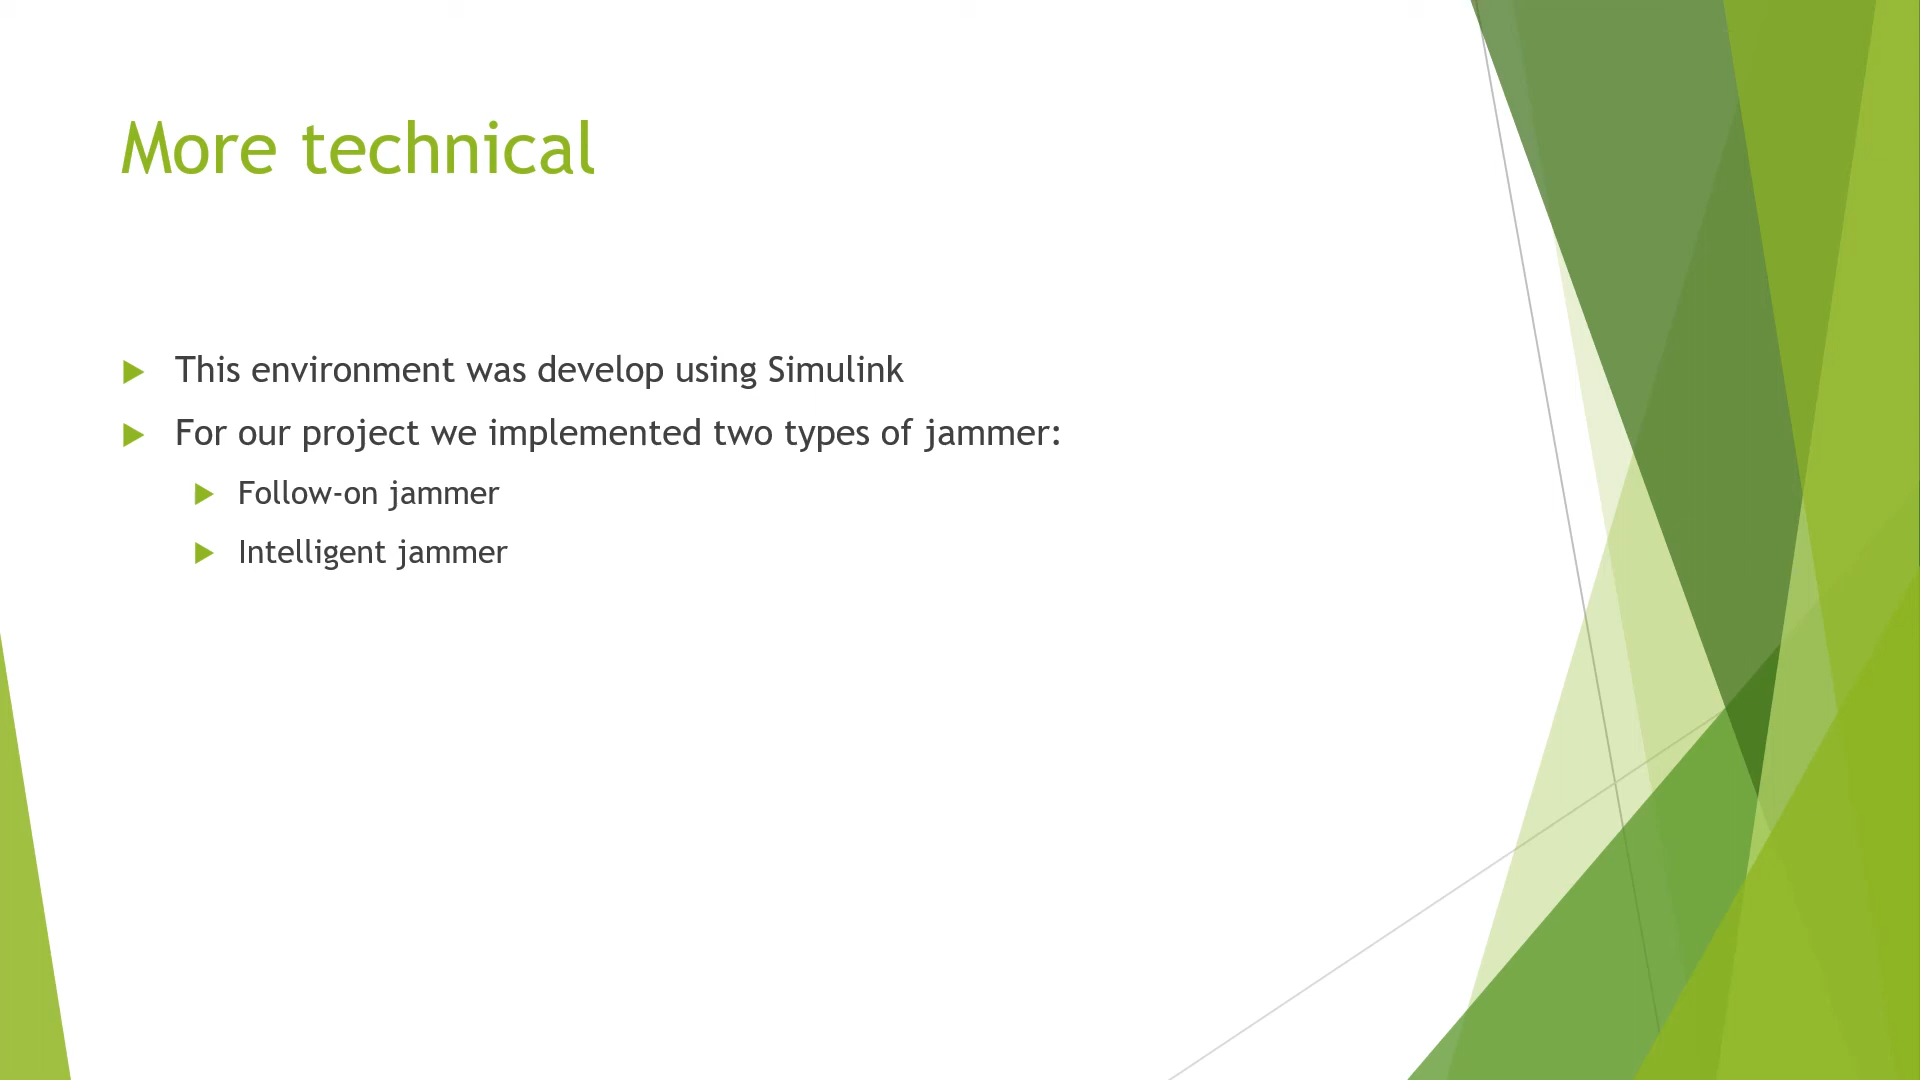 More technical
This environment was develop using Simulink
For our project we implemented two types of jammer:
Follow-on jammer
Intelligent jammer